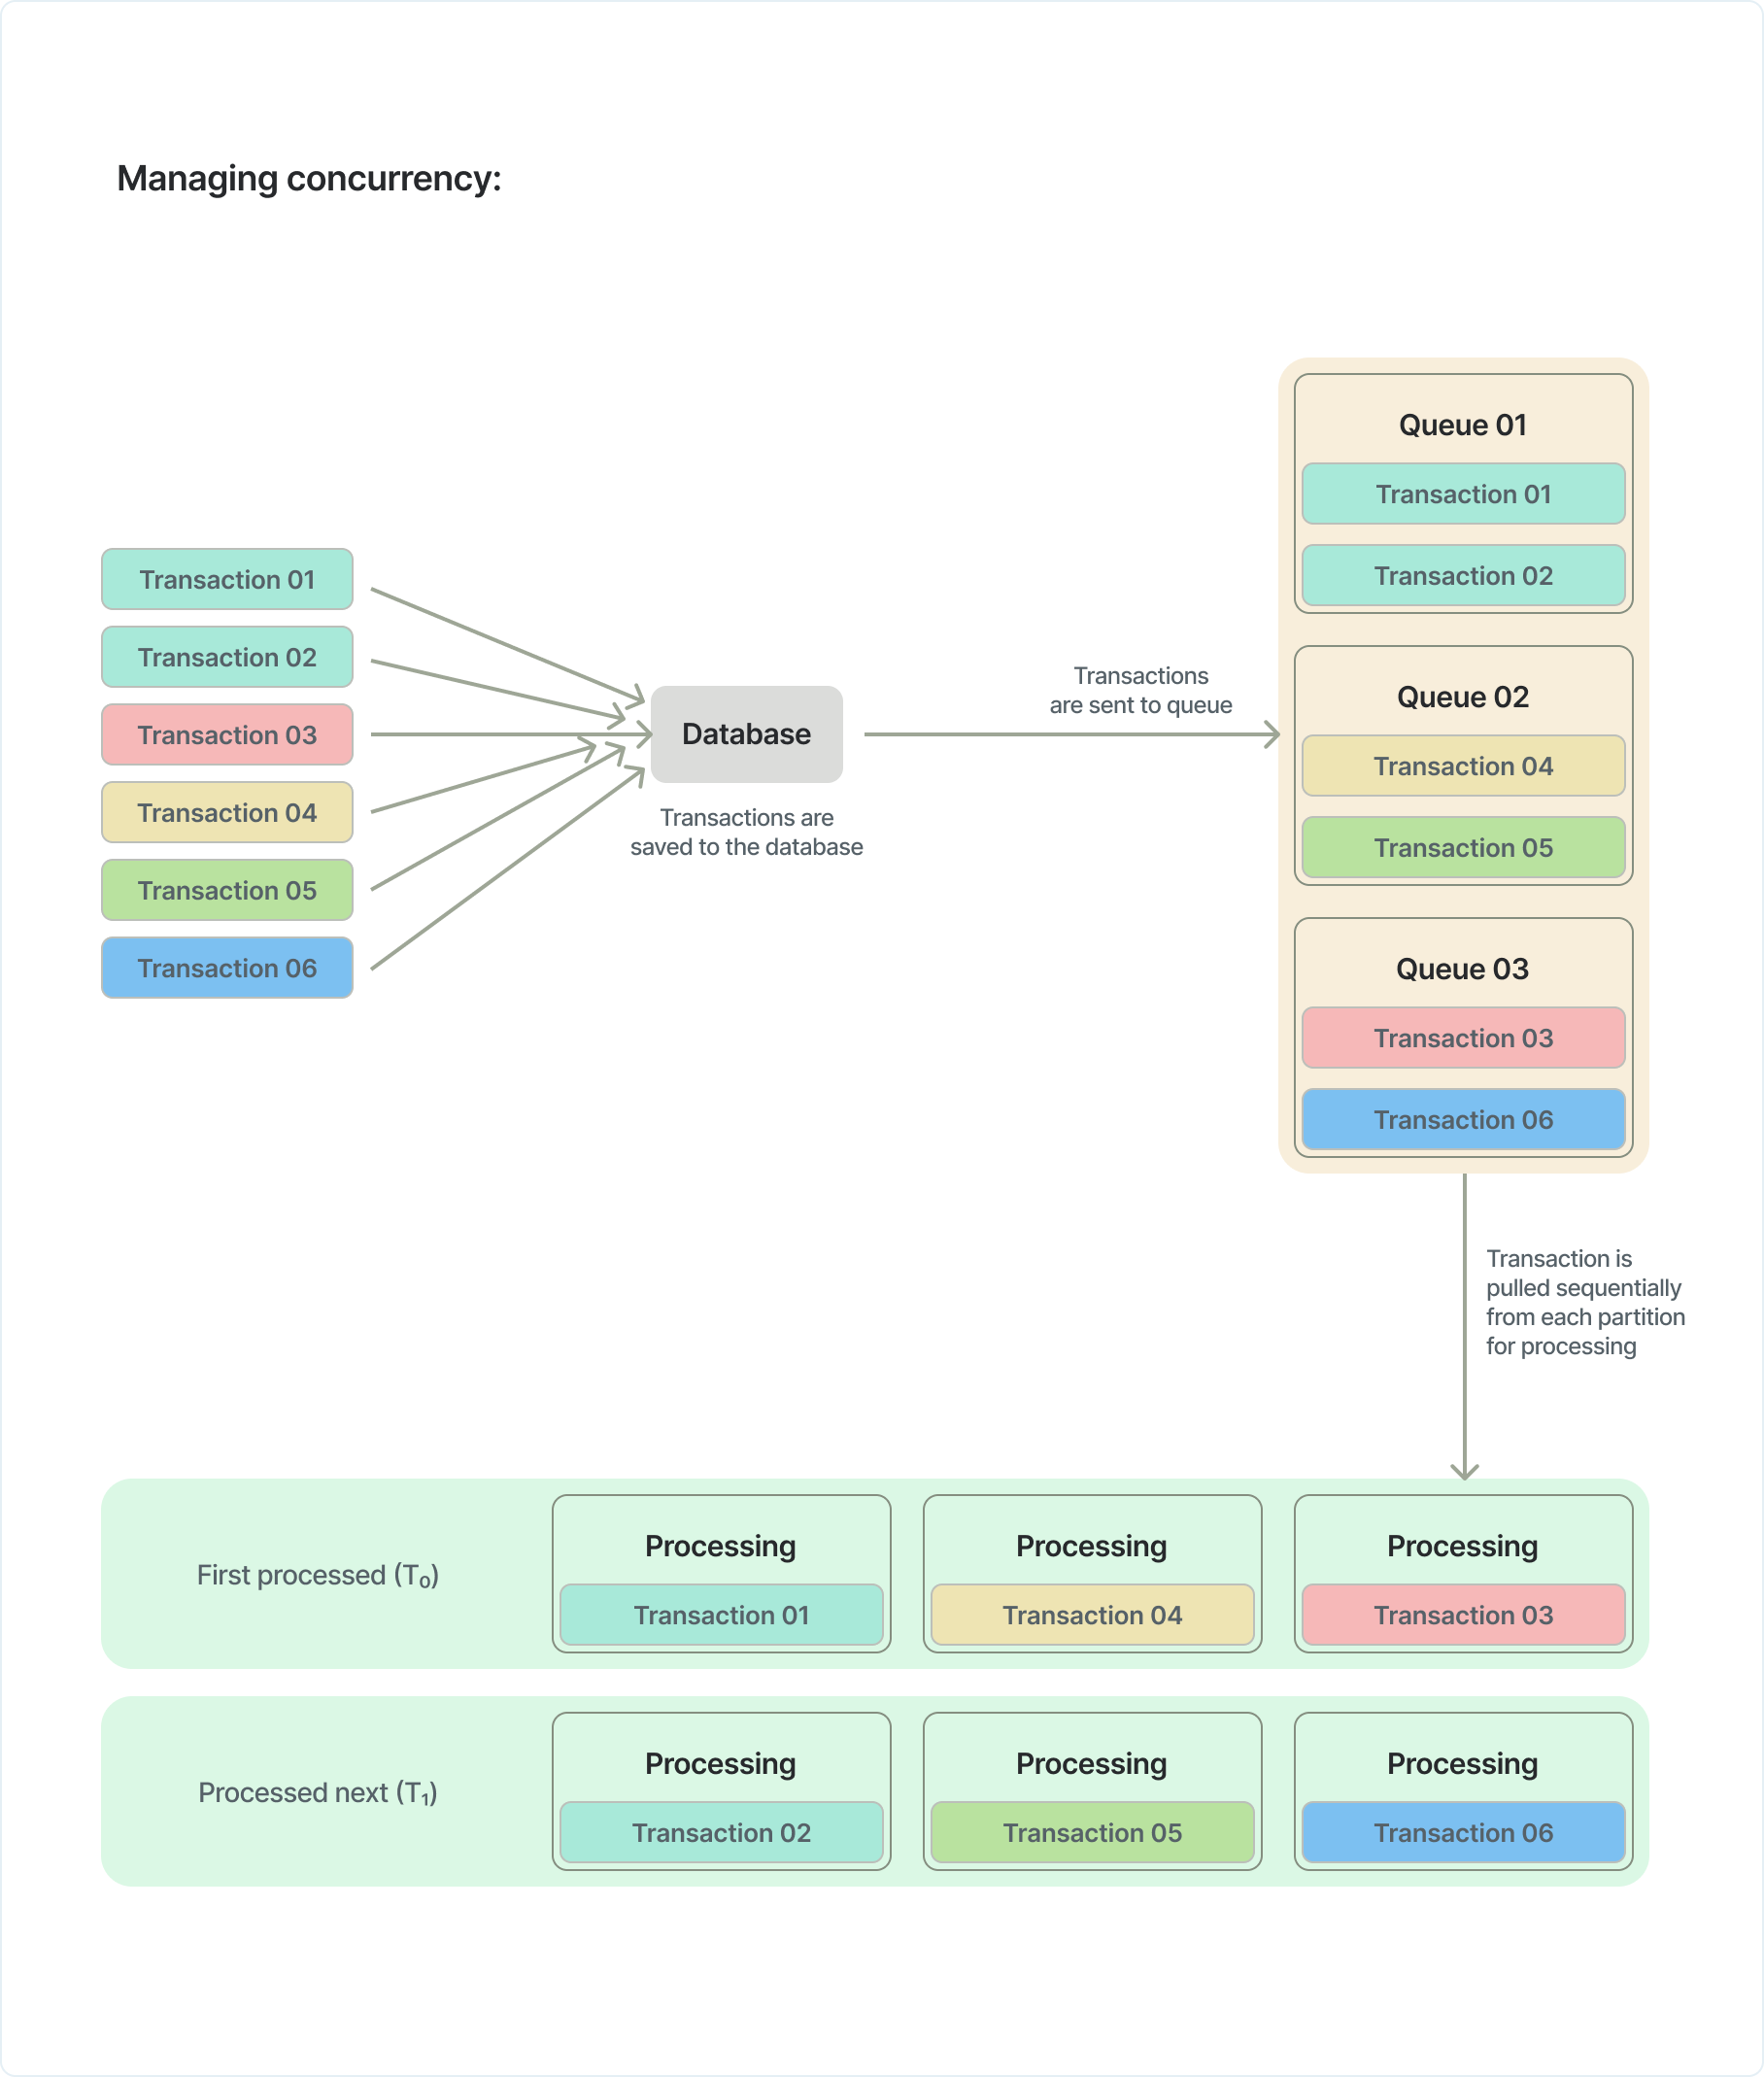 Managing concurrency:
Transaction 01
Transaction 02
Transaction 03
Transaction 04
Transaction 05
Transaction 06
Database
Transactions are
saved to the database
Transactions
are sent to queue
Queue 01
Transaction 01
Transaction 02
Queue 02
Transaction 04
Transaction 05
Queue 03
Transaction 03
Transaction 06
Transaction is
pulled sequentially
from each partition
for processing
First processed (T₀)
Processing
Transaction 01
Processing
Transaction 04
Processing
Transaction 03
Processed next (T₁)
Processing
Transaction 02
Processing
Transaction 05
Processing
Transaction 06